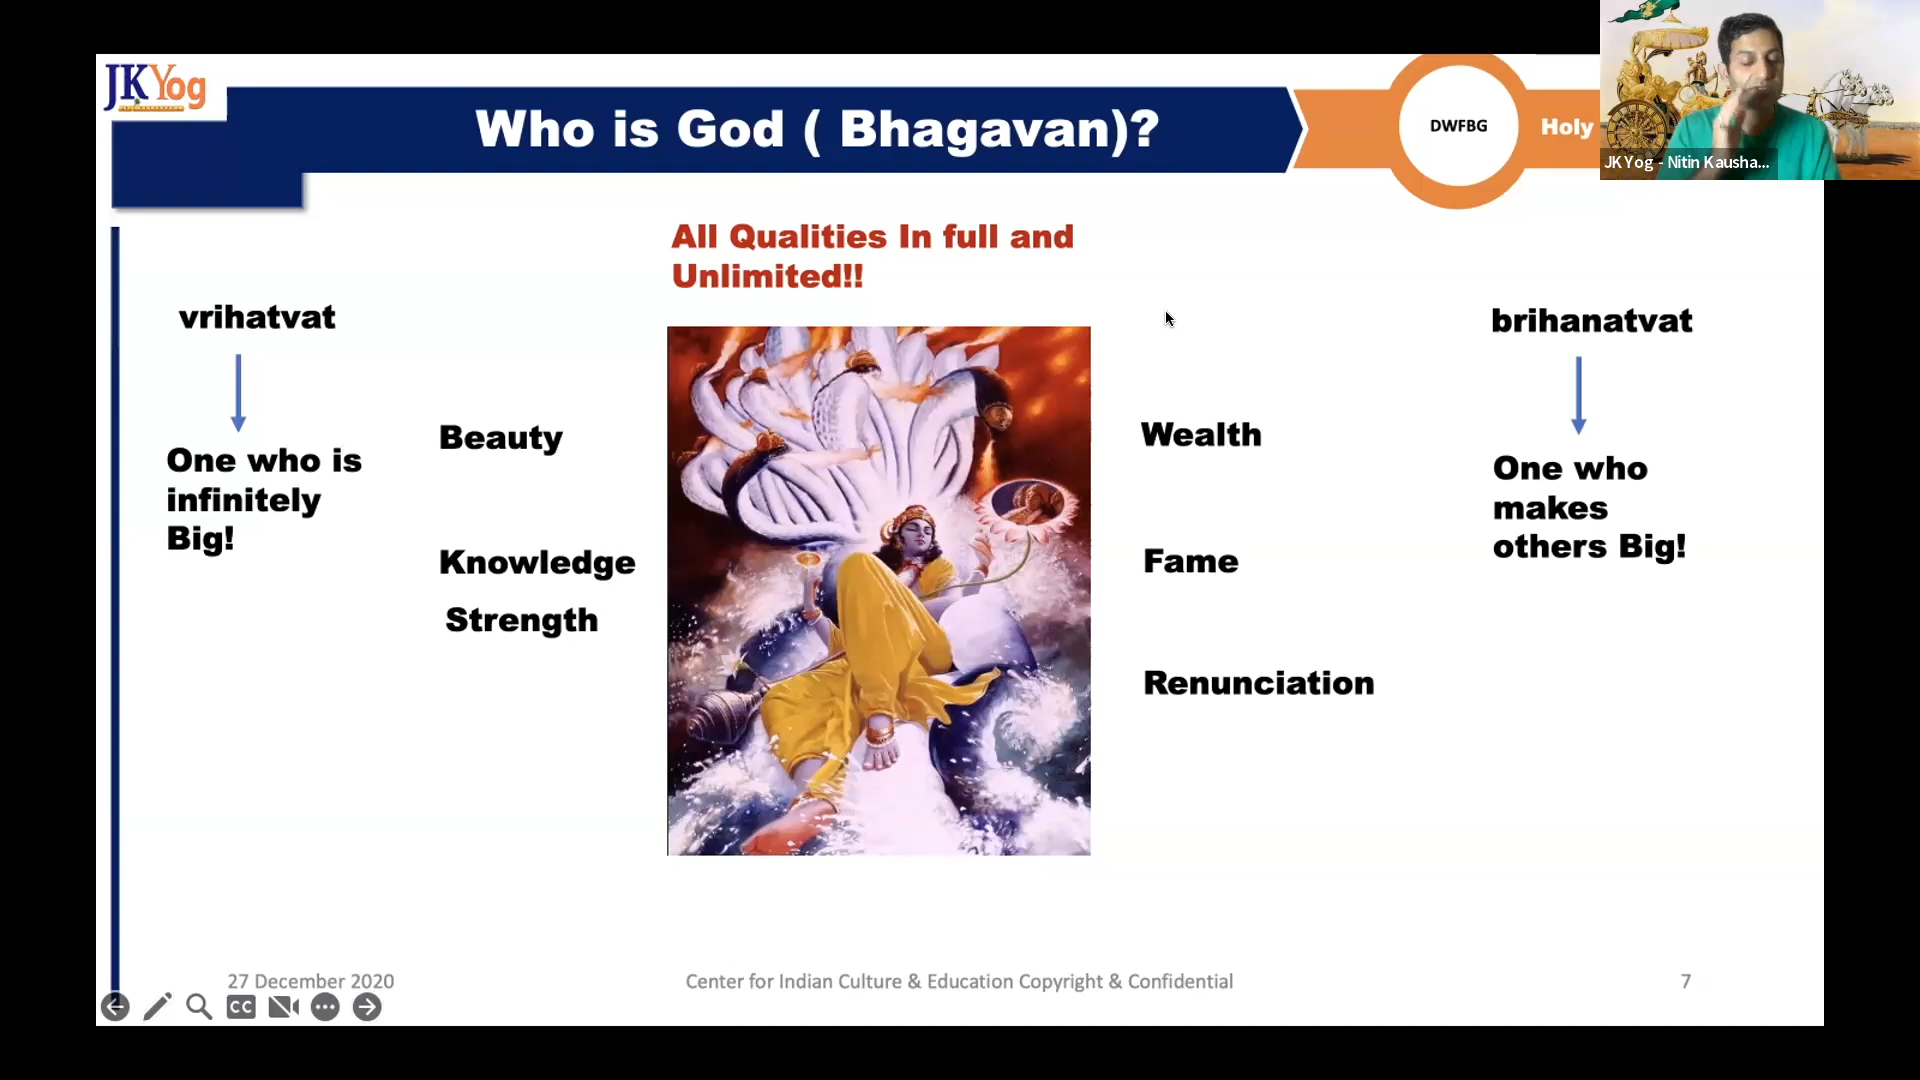 JKYog
Who is God ( Bhagavan)?
DWFBG
Holy
JKYog - Nitin Kausha...
All Qualities In full and
Unlimited!!
vrihatvat
brihanatvat
Beauty
Wealth
One who is
infinitely
Big!
One who
makes
others Big!
Knowledge
Fame
Strength
Renunciation
27 December 2020
Center for Indian Culture & Education Copyright & Confidential
7
CC